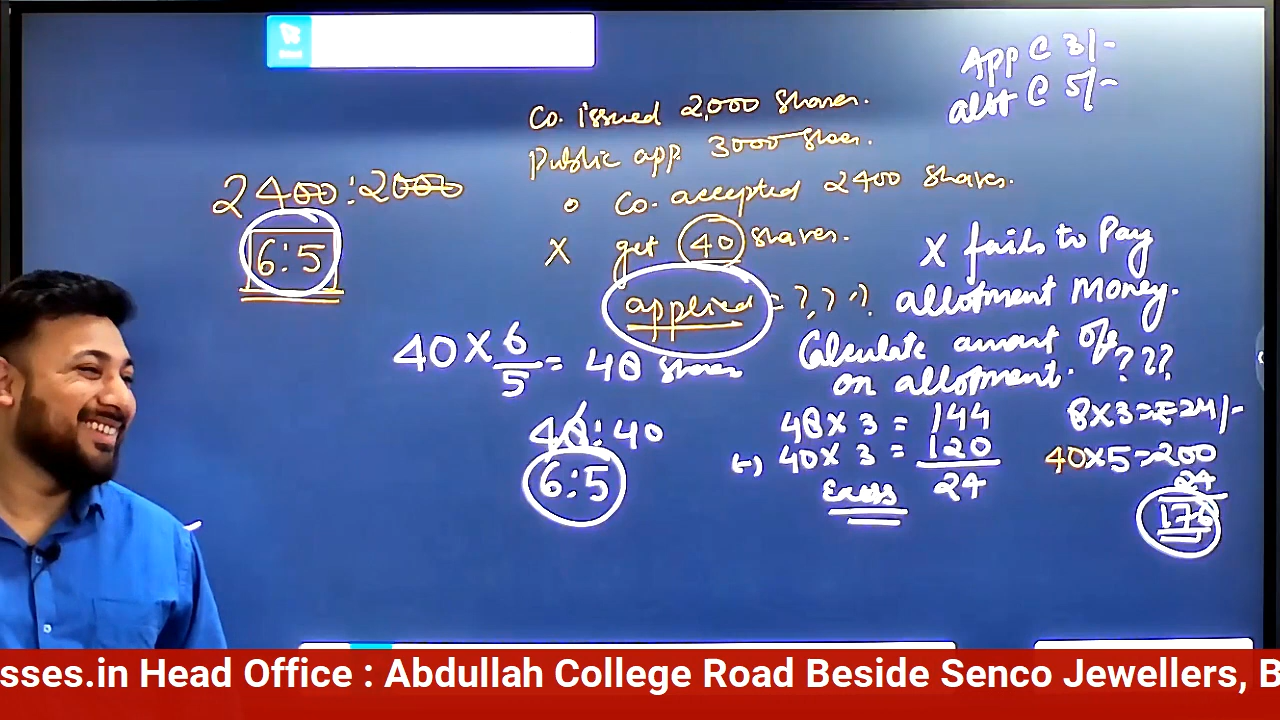 App @ 3/-
allt @ 5/-
Co. issued 2,000 shares.
Public app. 3000 shares.
2400 : 2000
o Co. accepted 2400 shares.
6:5
X get 40 shares.
X fails to Pay
applied = ? ? ?
allotment Money.
40 X 6/5 = 48 shares
Calculate amount
on allotment. ???
48 : 40
6:5
48 x 3 = 144
(-) 40 x 3 = 120
Excess 24
8 X 3 = ₹24/-
40x5=200
24
176
sses.in Head Office : Abdullah College Road Beside Senco Jewellers, B